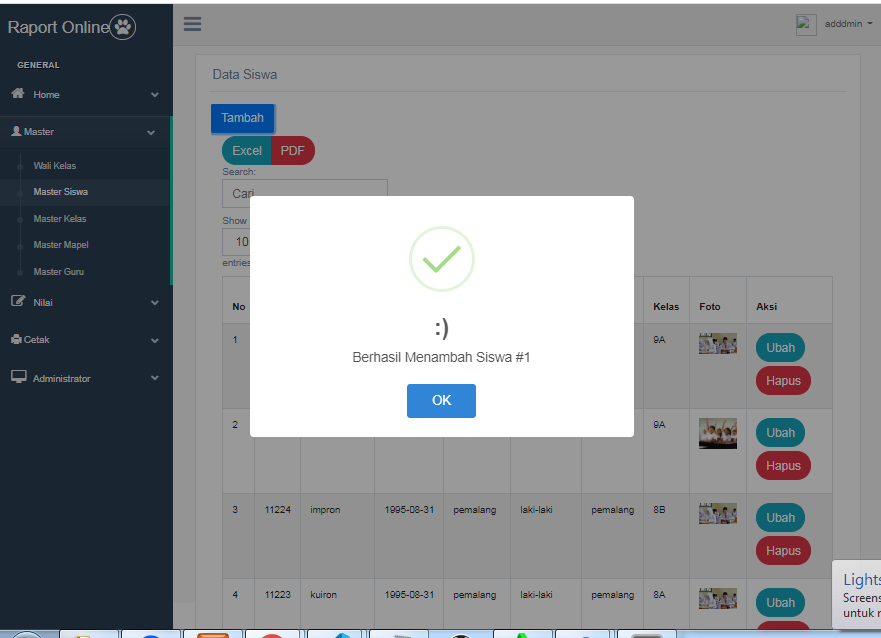 Raport Online
adddmin
GENERAL
Home
Master
Wali Kelas
Master Siswa
Master Kelas
Master Mapel
Master Guru
Nilai
Cetak
Administrator
Data Siswa
Tambah
Excel PDF
Search:
Cari
Show
10
entries
:)
Berhasil Menambah Siswa #1
OK
No Kelas Foto Aksi
1 9A Ubah
Hapus
2 9A Ubah
Hapus
3 11224 impron 1995-08-31 pemalang laki-laki pemalang 8B Ubah
Hapus
4 11223 kuiron 1995-08-31 pemalang laki-laki pemalang 8A Ubah
Lights
Screens
untuk